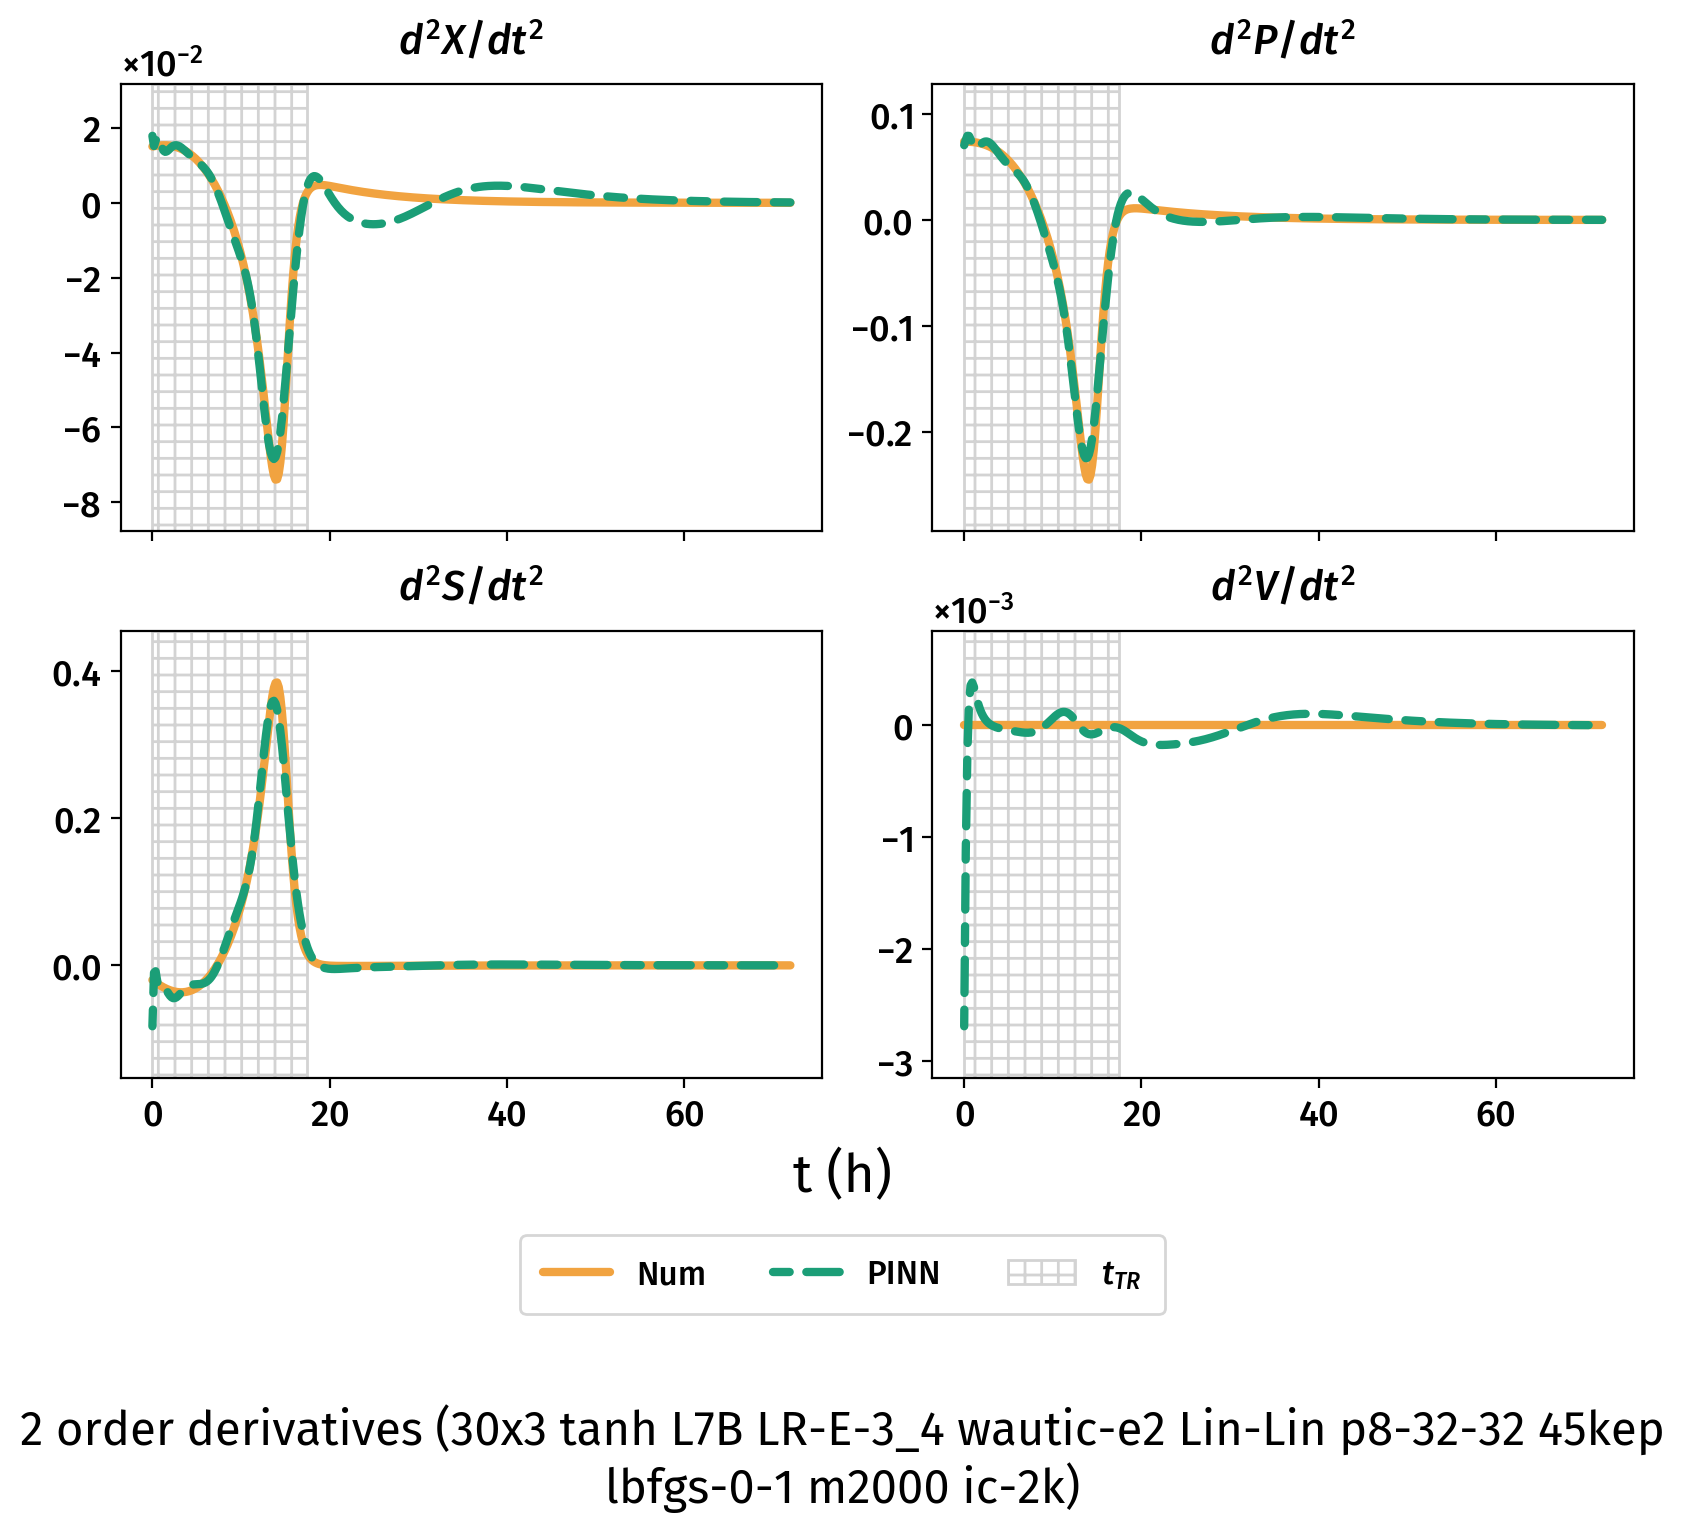 d²X/dt²
×10⁻²
2
0
−2
−4
−6
−8
d²P/dt²
0.1
0.0
−0.1
−0.2
d²S/dt²
0.4
0.2
0.0
0 20 40 60
d²V/dt²
×10⁻³
0
−1
−2
−3
0 20 40 60
t (h)
Num PINN t_TR
2 order derivatives (30x3 tanh L7B LR-E-3_4 wautic-e2 Lin-Lin p8-32-32 45kep
lbfgs-0-1 m2000 ic-2k)